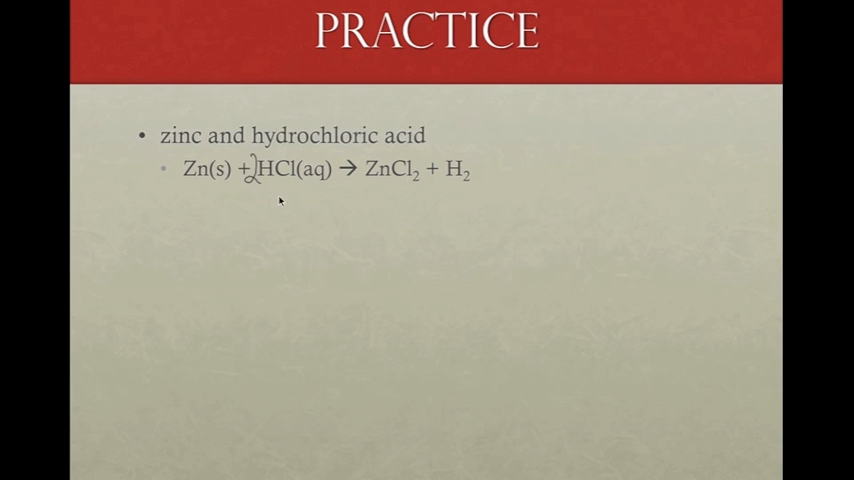 PRACTICE
• zinc and hydrochloric acid
• Zn(s) + 2HCl(aq) → ZnCl₂ + H₂